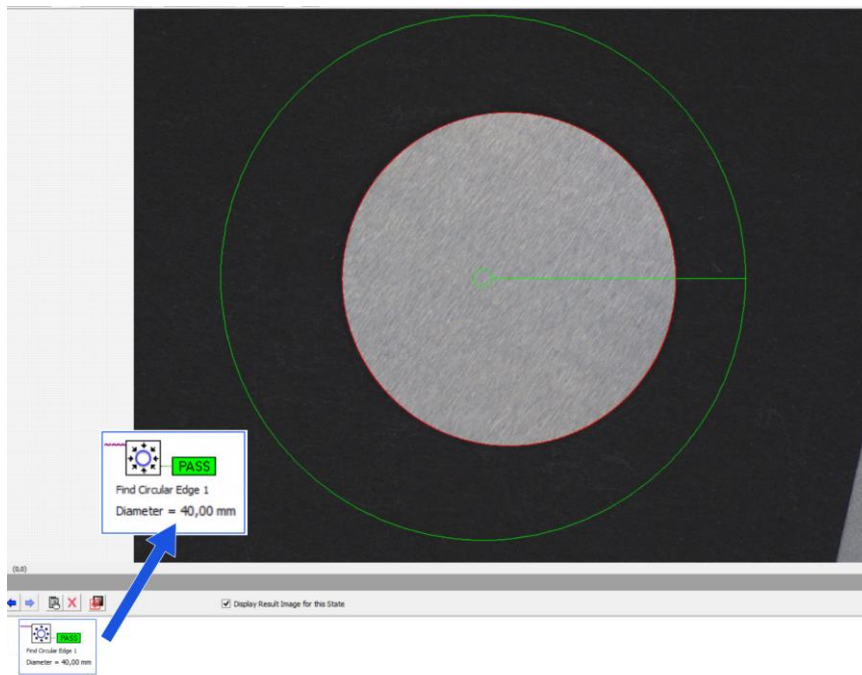 PASS
Find Circular Edge 1
Diameter = 40,00 mm
(0,0)
Display Result Image for this State
PASS
Find Circular Edge 1
Diameter = 40,00 mm